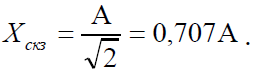 X_скз = A/√2 = 0,707A .